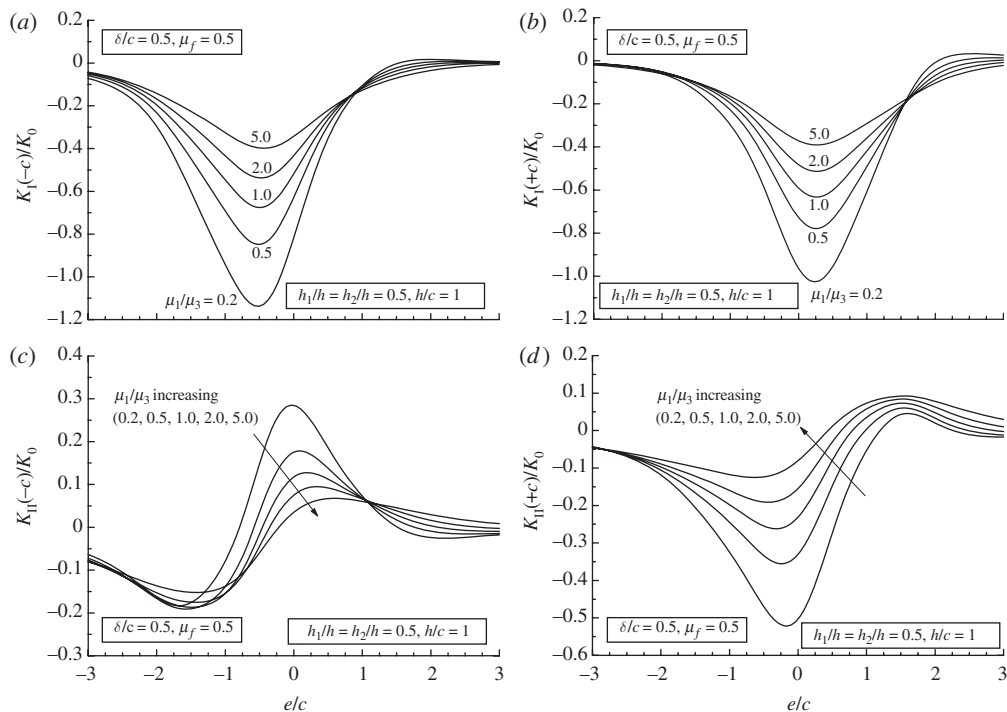 (a)
0.2
0
−0.2
−0.4
−0.6
−0.8
−1.0
−1.2
K_I(−c)/K_0
δ/c = 0.5, μ_f = 0.5
5.0
2.0
1.0
0.5
μ_1/μ_3 = 0.2
h_1/h = h_2/h = 0.5, h/c = 1
(b)
0.2
0
−0.2
−0.4
−0.6
−0.8
−1.0
−1.2
K_I(+c)/K_0
δ/c = 0.5, μ_f = 0.5
5.0
2.0
1.0
0.5
μ_1/μ_3 = 0.2
h_1/h = h_2/h = 0.5, h/c = 1
(c)
0.4
0.3
0.2
0.1
0
−0.1
−0.2
−0.3
K_II(−c)/K_0
μ_1/μ_3 increasing
(0.2, 0.5, 1.0, 2.0, 5.0)
δ/c = 0.5, μ_f = 0.5
h_1/h = h_2/h = 0.5, h/c = 1
−3 −2 −1 0 1 2 3
e/c
(d)
0.2
0.1
0
−0.1
−0.2
−0.3
−0.4
−0.5
−0.6
K_II(+c)/K_0
μ_1/μ_3 increasing
(0.2, 0.5, 1.0, 2.0, 5.0)
δ/c = 0.5, μ_f = 0.5
h_1/h = h_2/h = 0.5, h/c = 1
−3 −2 −1 0 1 2 3
e/c